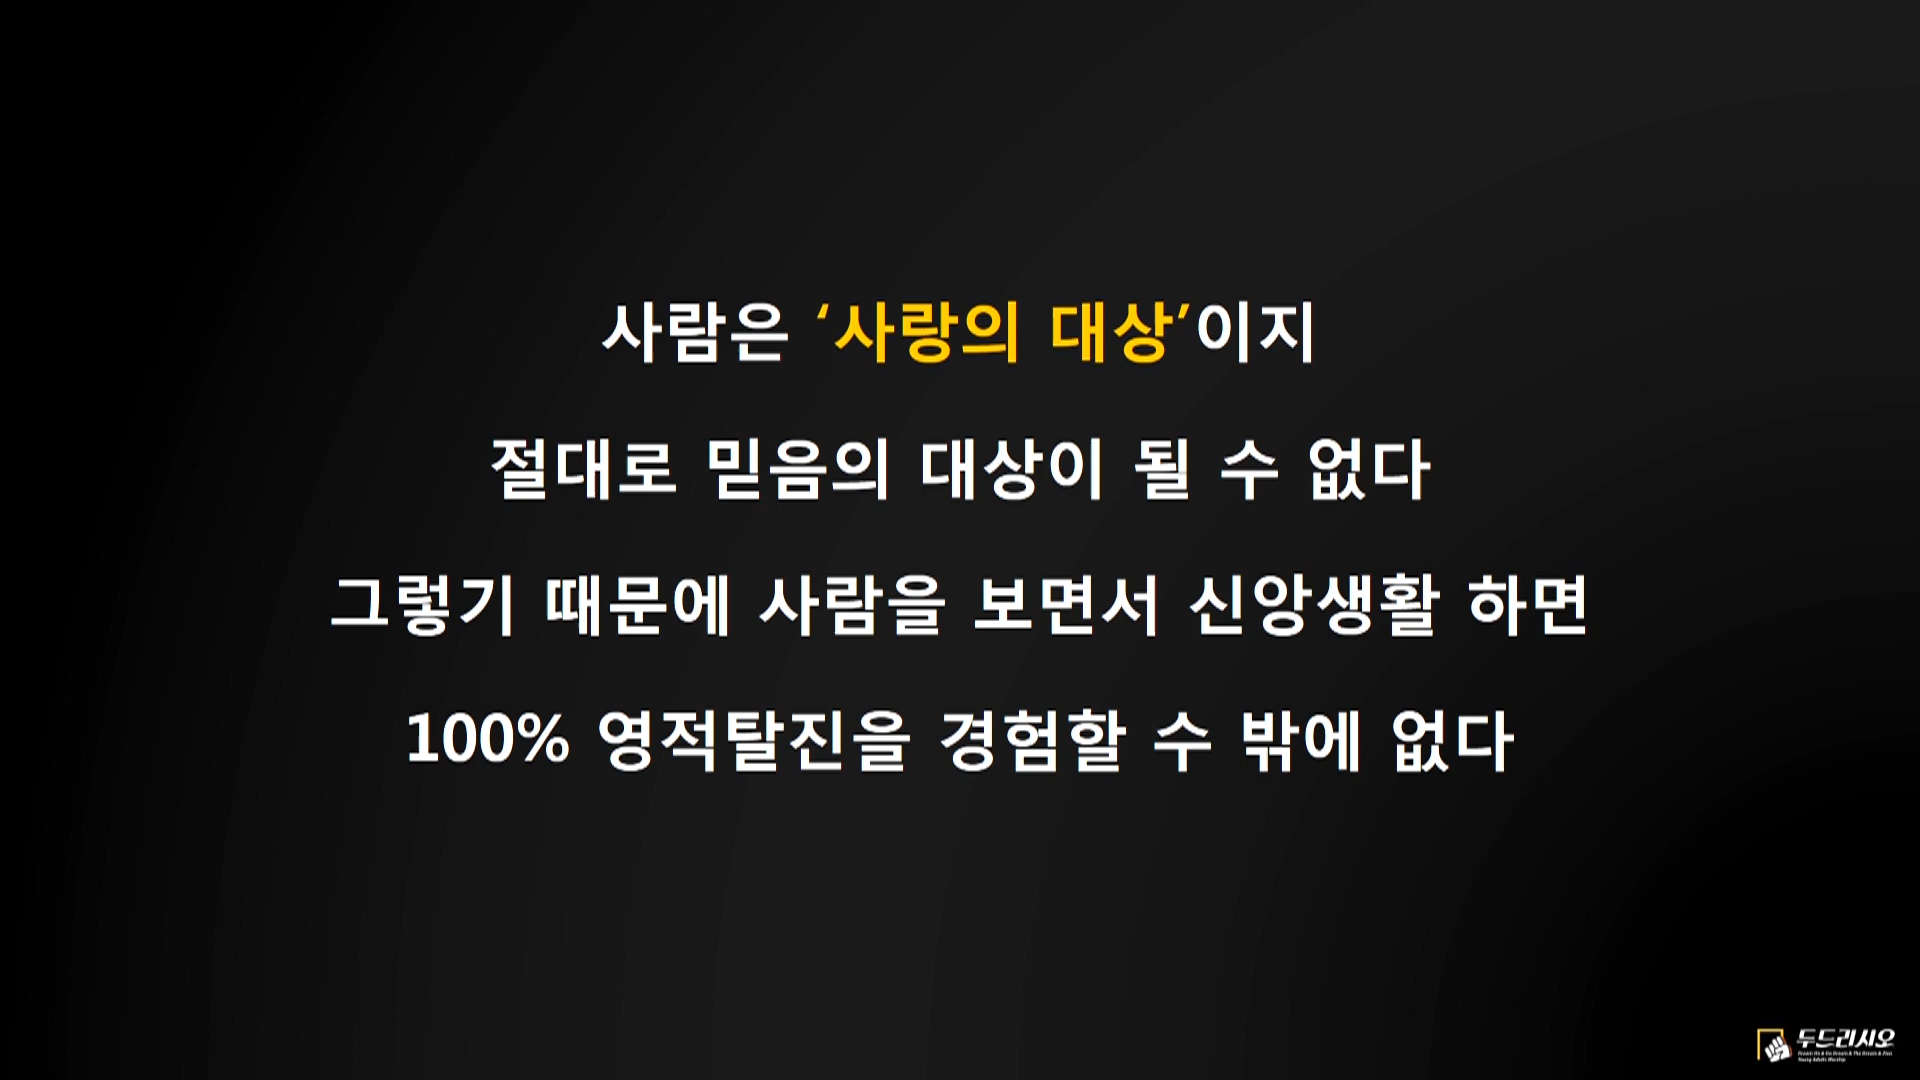 사람은 ‘사랑의 대상’이지
절대로 믿음의 대상이 될 수 없다
그렇기 때문에 사람을 보면서 신앙생활 하면
100% 영적탈진을 경험할 수 밖에 없다
두드리시오
Young Adults Worship